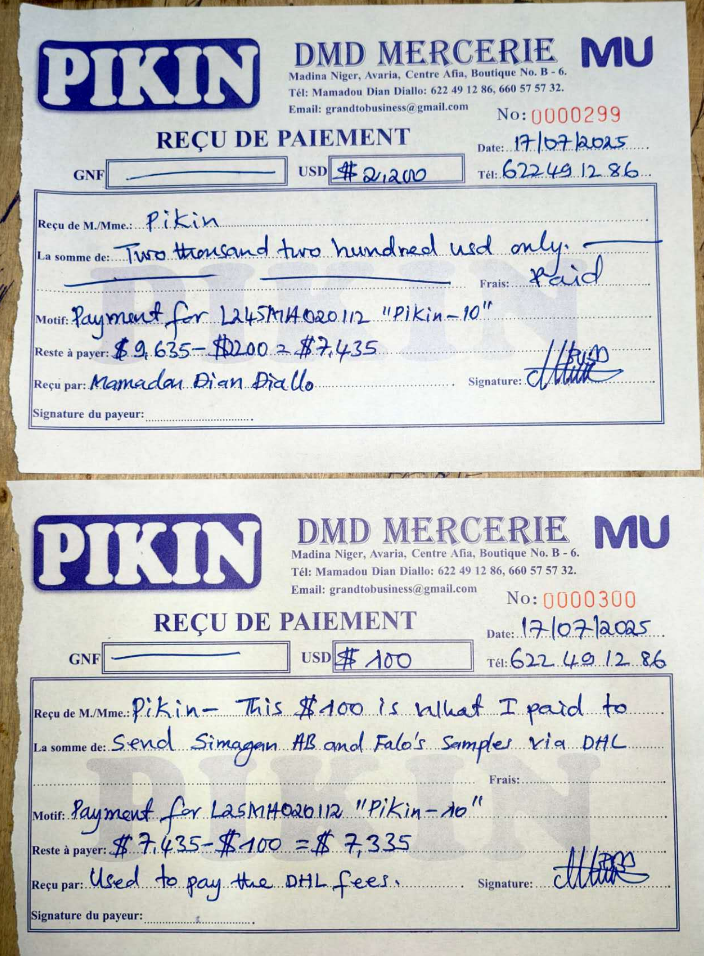 PIKIN
DMD MERCERIE MU
Madina Niger, Avaria, Centre Afia, Boutique No. B - 6.
Tél: Mamadou Dian Diallo: 622 49 12 86, 660 57 57 32.
Email: grandtobusiness@gmail.com
No: 0000299
REÇU DE PAIEMENT
Date: 17/07/2025
GNF USD $2,200 Tél: 622 49 12 86
Reçu de M./Mme.: Pikin
La somme de: Two thousand two hundred usd only.
Frais: Paid
Motif: Payment for L245MHO20112 "Pikin-10"
Reste à payer: $9,635-$2200 = $7,435
Reçu par: Mamadou Dian Diallo Signature:
Signature du payeur:
PIKIN
PIKIN
DMD MERCERIE MU
Madina Niger, Avaria, Centre Afia, Boutique No. B - 6.
Tél: Mamadou Dian Diallo: 622 49 12 86, 660 57 57 32.
Email: grandtobusiness@gmail.com
No: 0000300
REÇU DE PAIEMENT
Date: 17/07/2025
GNF USD $ 100 Tél: 622 49 12 86
Reçu de M./Mme.: Pikin- This $100 is what I paid to
La somme de: Send Simagan AB and Falo's Samples via DHL
Frais:
Motif: Payment for L25MHO20112 "Pikin-10"
Reste à payer: $7,435-$100 = $ 7,335
Reçu par: Used to pay the DHL fees. Signature:
Signature du payeur:
PIKIN